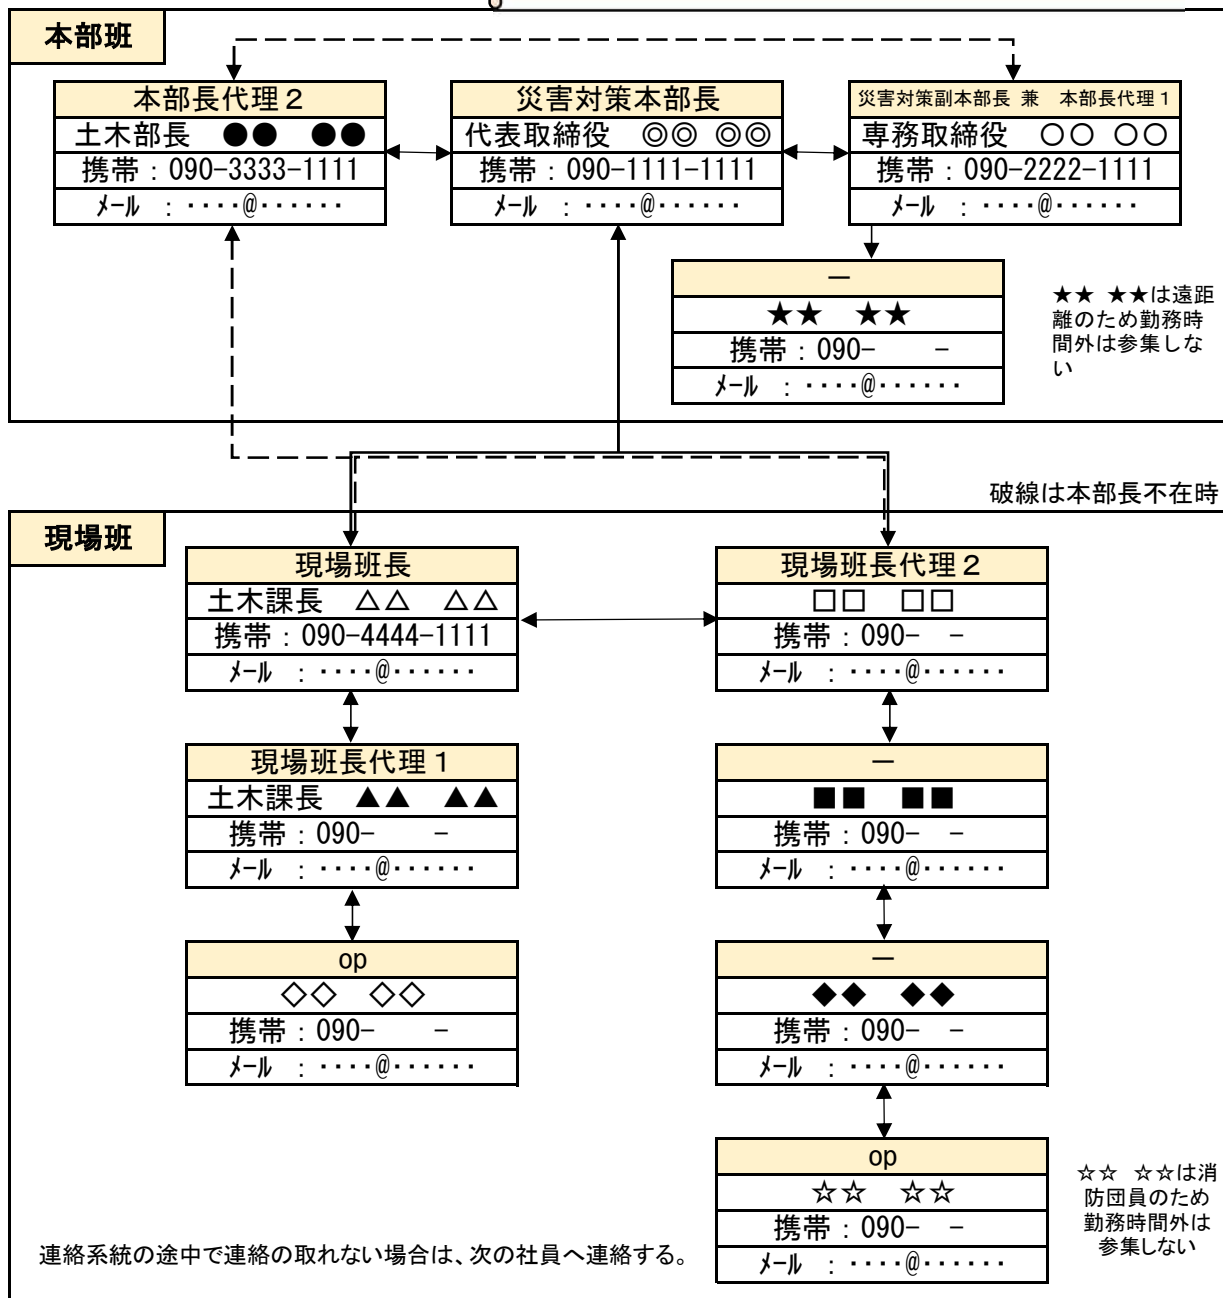 本部班
本部長代理２
土木部長　●●　●●
携帯：090-3333-1111
ﾒｰﾙ　：‥‥@‥‥‥
災害対策本部長
代表取締役　◎◎ ◎◎
携帯：090-1111-1111
ﾒｰﾙ　：‥‥@‥‥‥
災害対策副本部長 兼　本部長代理１
専務取締役　○○ ○○
携帯：090-2222-1111
ﾒｰﾙ　：‥‥@‥‥‥
－
★★　★★
携帯：090-　　-
ﾒｰﾙ　：‥‥@‥‥‥
★★ ★★は遠距
離のため勤務時
間外は参集しな
い
破線は本部長不在時
現場班
現場班長
土木課長　△△　△△
携帯：090-4444-1111
ﾒｰﾙ　：‥‥@‥‥‥
現場班長代理２
□□　□□
携帯：090-　-
ﾒｰﾙ　：‥‥@‥‥‥
現場班長代理１
土木課長　▲▲　▲▲
携帯：090-　　-
ﾒｰﾙ　：‥‥@‥‥‥
－
■■　■■
携帯：090-　-
ﾒｰﾙ　：‥‥@‥‥‥
op
◇◇　◇◇
携帯：090-　　-
ﾒｰﾙ　：‥‥@‥‥‥
－
◆◆　◆◆
携帯：090-　-
ﾒｰﾙ　：‥‥@‥‥‥
op
☆☆　☆☆
携帯：090-　-
ﾒｰﾙ　：‥‥@‥‥‥
☆☆ ☆☆は消
防団員のため
勤務時間外は
参集しない
連絡系統の途中で連絡の取れない場合は、次の社員へ連絡する。